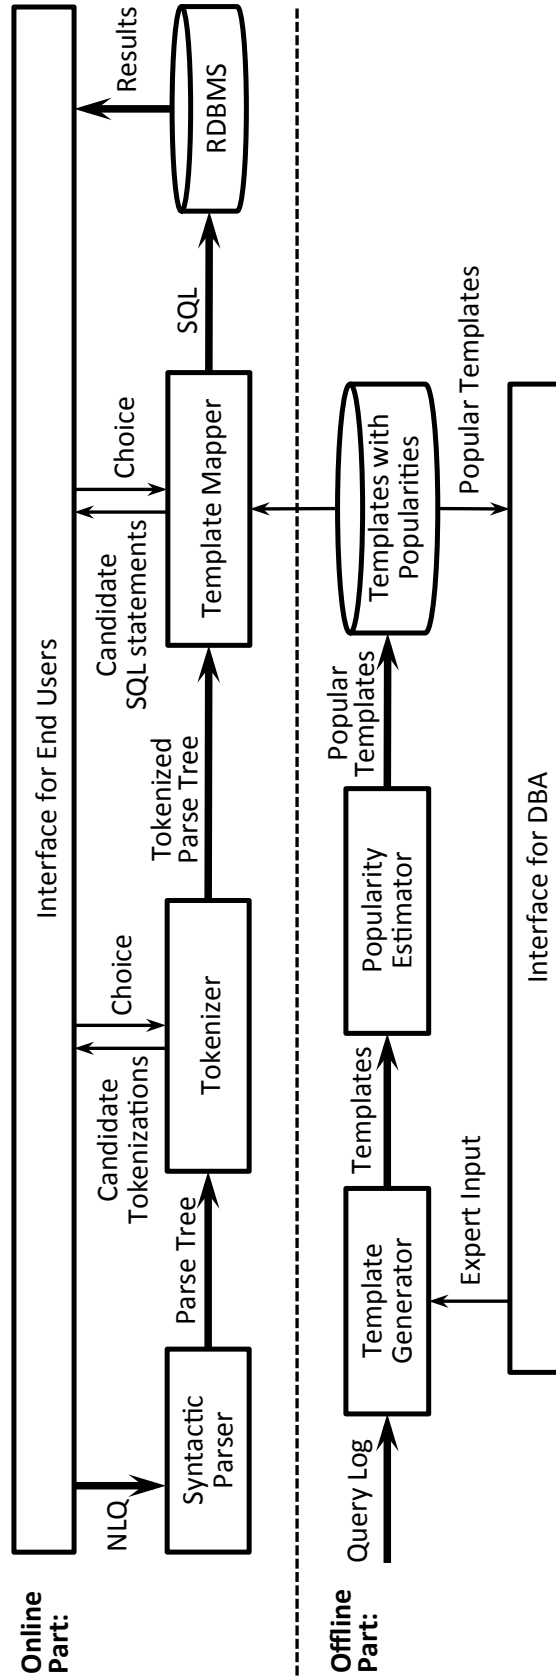 Online
Part:
Interface for End Users
NLQ
Syntactic
Parser
Parse Tree
Candidate
Tokenizations
Choice
Tokenizer
Tokenized
Parse Tree
Candidate
SQL statements
Choice
Template Mapper
SQL
RDBMS
Results
Offline
Part:
Query Log
Template
Generator
Templates
Popularity
Estimator
Popular
Templates
Templates with
Popularities
Expert Input
Popular Templates
Interface for DBA